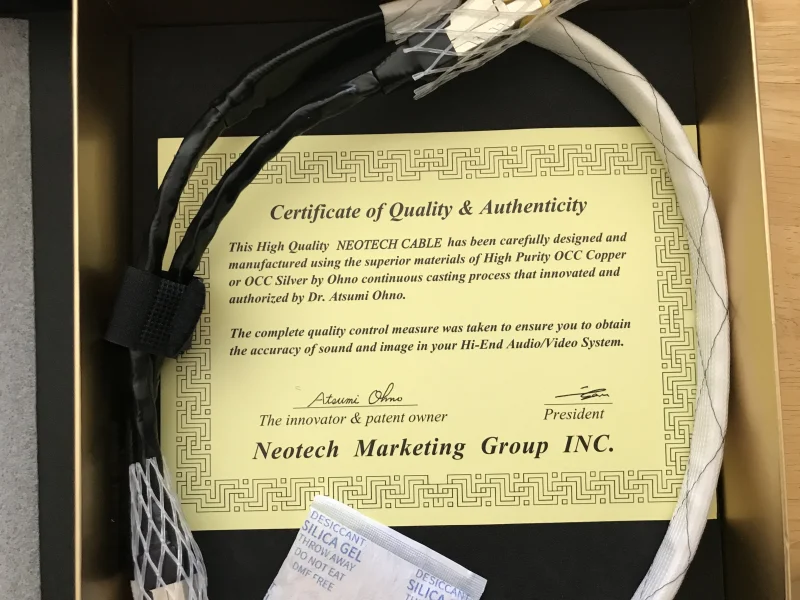 Certificate of Quality & Authenticity
This High Quality NEOTECH CABLE has been carefully designed and
manufactured using the superior materials of High Purity OCC Copper
or OCC Silver by Ohno continuous casting process that innovated and
authorized by Dr. Atsumi Ohno.
The complete quality control measure was taken to ensure you to obtain
the accuracy of sound and image in your Hi-End Audio/Video System.
Atsumi Ohno
The innovator & patent owner
President
Neotech Marketing Group INC.
DESICCANT
SILICA GEL
THROW AWAY
DO NOT EAT
DMF FREE
DESICCANT
SILICA